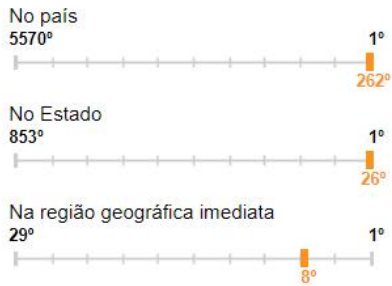 No país
5570º 1º
262º
No Estado
853º 1º
26º
Na região geográfica imediata
29º 1º
8º